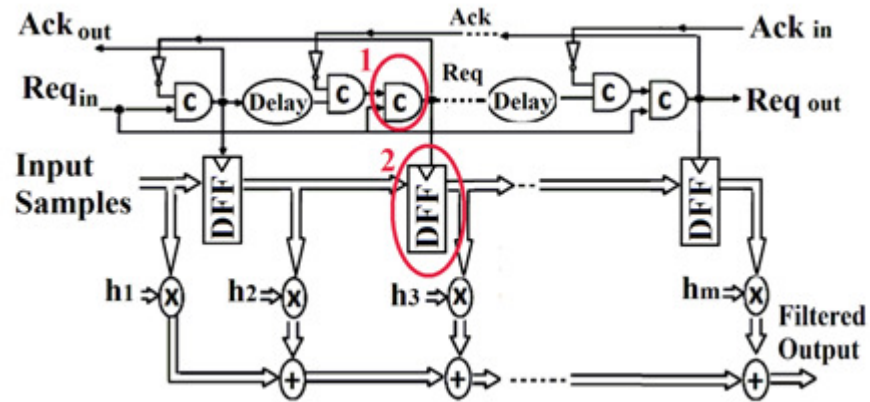 Ack out
Ack
Ack in
1
Req in
C
Delay
C
C
Req
Delay
C
C
Req out
2
Input
Samples
DFF
DFF
DFF
h1
X
h2
X
h3
X
hm
X
Filtered
Output
+
+
+